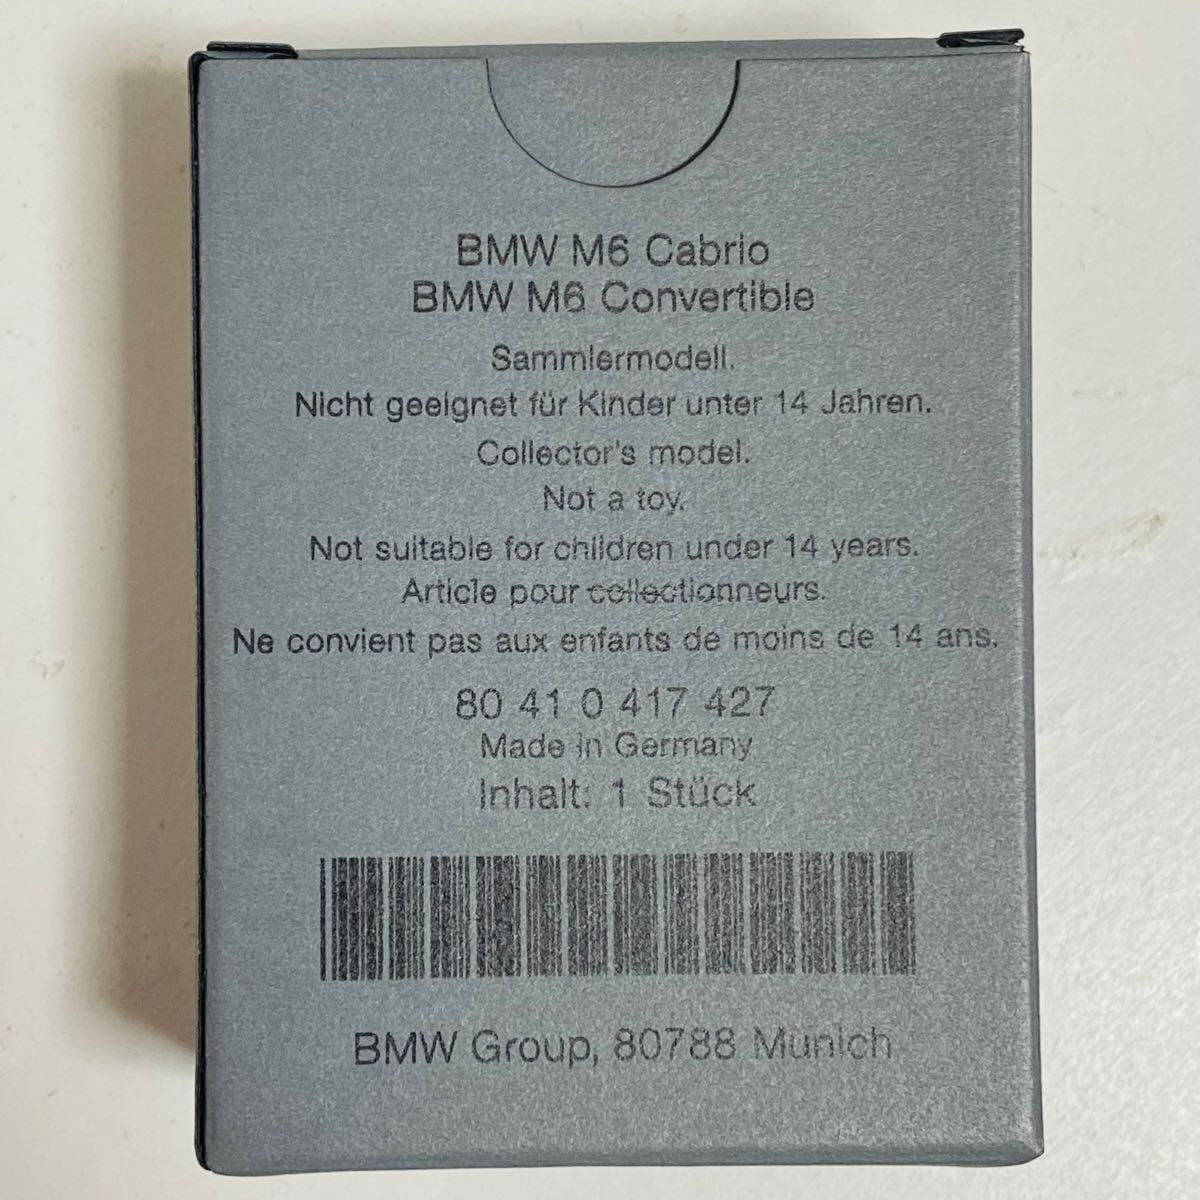 BMW M6 Cabrio
BMW M6 Convertible
Sammlermodell.
Nicht geeignet für Kinder unter 14 Jahren.
Collector's model.
Not a toy.
Not suitable for children under 14 years.
Article pour collectionneurs.
Ne convient pas aux enfants de moins de 14 ans.
80 41 0 417 427
Made in Germany
Inhalt: 1 Stück
BMW Group, 80788 Munich